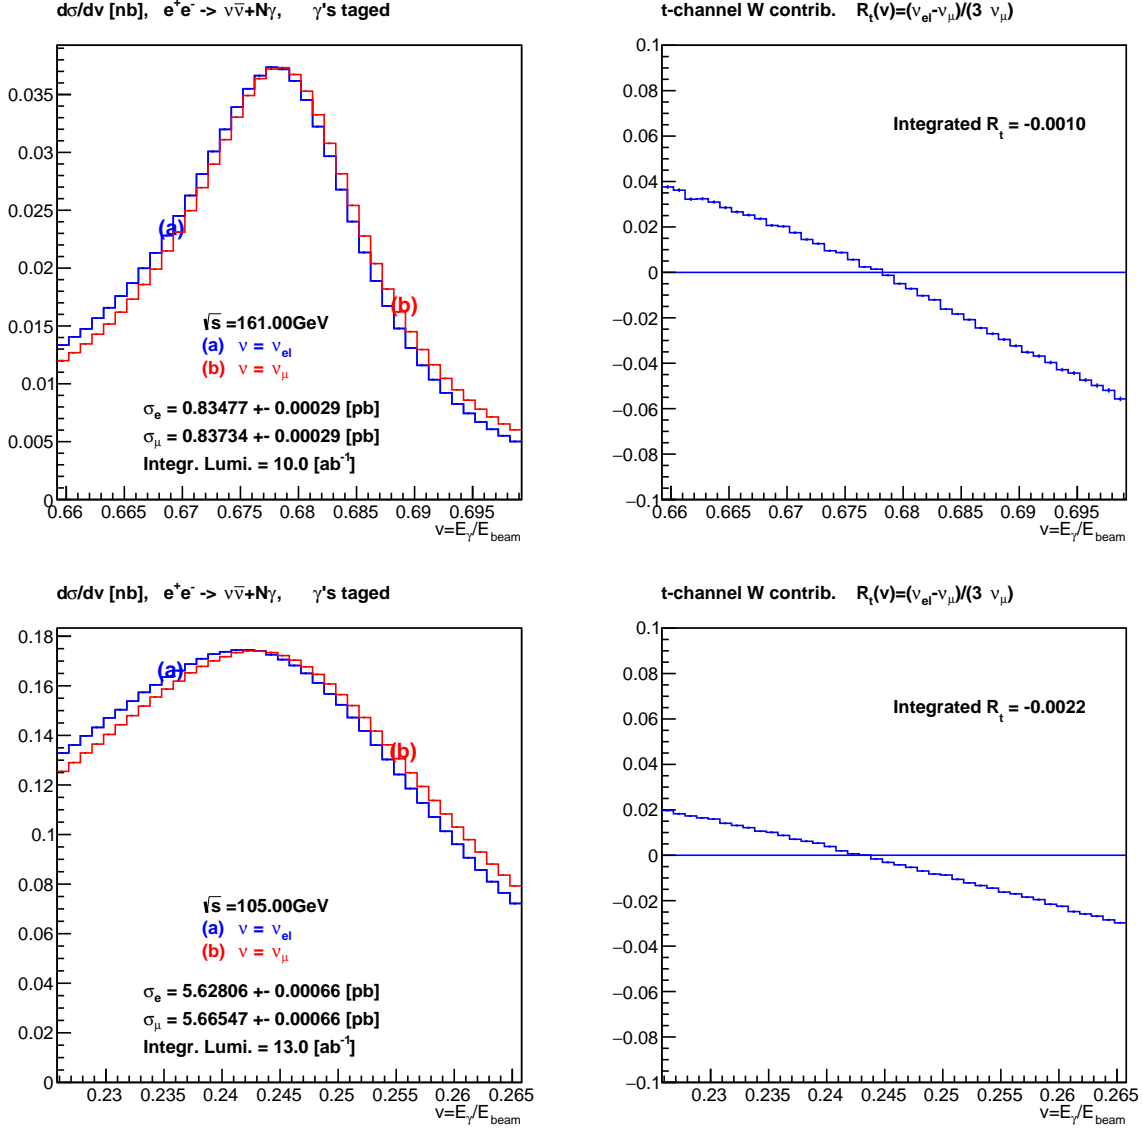 dσ/dv [nb], e⁺e⁻ -> νν̅+Nγ, γ's taged
0.035
0.03
0.025
0.02
0.015
0.01
0.005
0
(a)
(b)
√s =161.00GeV
(a) ν = ν_el
(b) ν = ν_μ
σ_e = 0.83477 +- 0.00029 [pb]
σ_μ = 0.83734 +- 0.00029 [pb]
Integr. Lumi. = 10.0 [ab⁻¹]
0.66 0.665 0.67 0.675 0.68 0.685 0.69 0.695
v=E_γ/E_beam
t-channel W contrib. R_t(v)=(ν_el-ν_μ)/(3 ν_μ)
0.1
0.08
0.06
0.04
0.02
0
−0.02
−0.04
−0.06
−0.08
−0.1
Integrated R_t = -0.0010
0.66 0.665 0.67 0.675 0.68 0.685 0.69 0.695
v=E_γ/E_beam
dσ/dv [nb], e⁺e⁻ -> νν̅+Nγ, γ's taged
0.18
0.16
0.14
0.12
0.1
0.08
0.06
0.04
0.02
0
(a)
(b)
√s =105.00GeV
(a) ν = ν_el
(b) ν = ν_μ
σ_e = 5.62806 +- 0.00066 [pb]
σ_μ = 5.66547 +- 0.00066 [pb]
Integr. Lumi. = 13.0 [ab⁻¹]
0.23 0.235 0.24 0.245 0.25 0.255 0.26 0.265
v=E_γ/E_beam
t-channel W contrib. R_t(v)=(ν_el-ν_μ)/(3 ν_μ)
0.1
0.08
0.06
0.04
0.02
0
−0.02
−0.04
−0.06
−0.08
−0.1
Integrated R_t = -0.0022
0.23 0.235 0.24 0.245 0.25 0.255 0.26 0.265
v=E_γ/E_beam